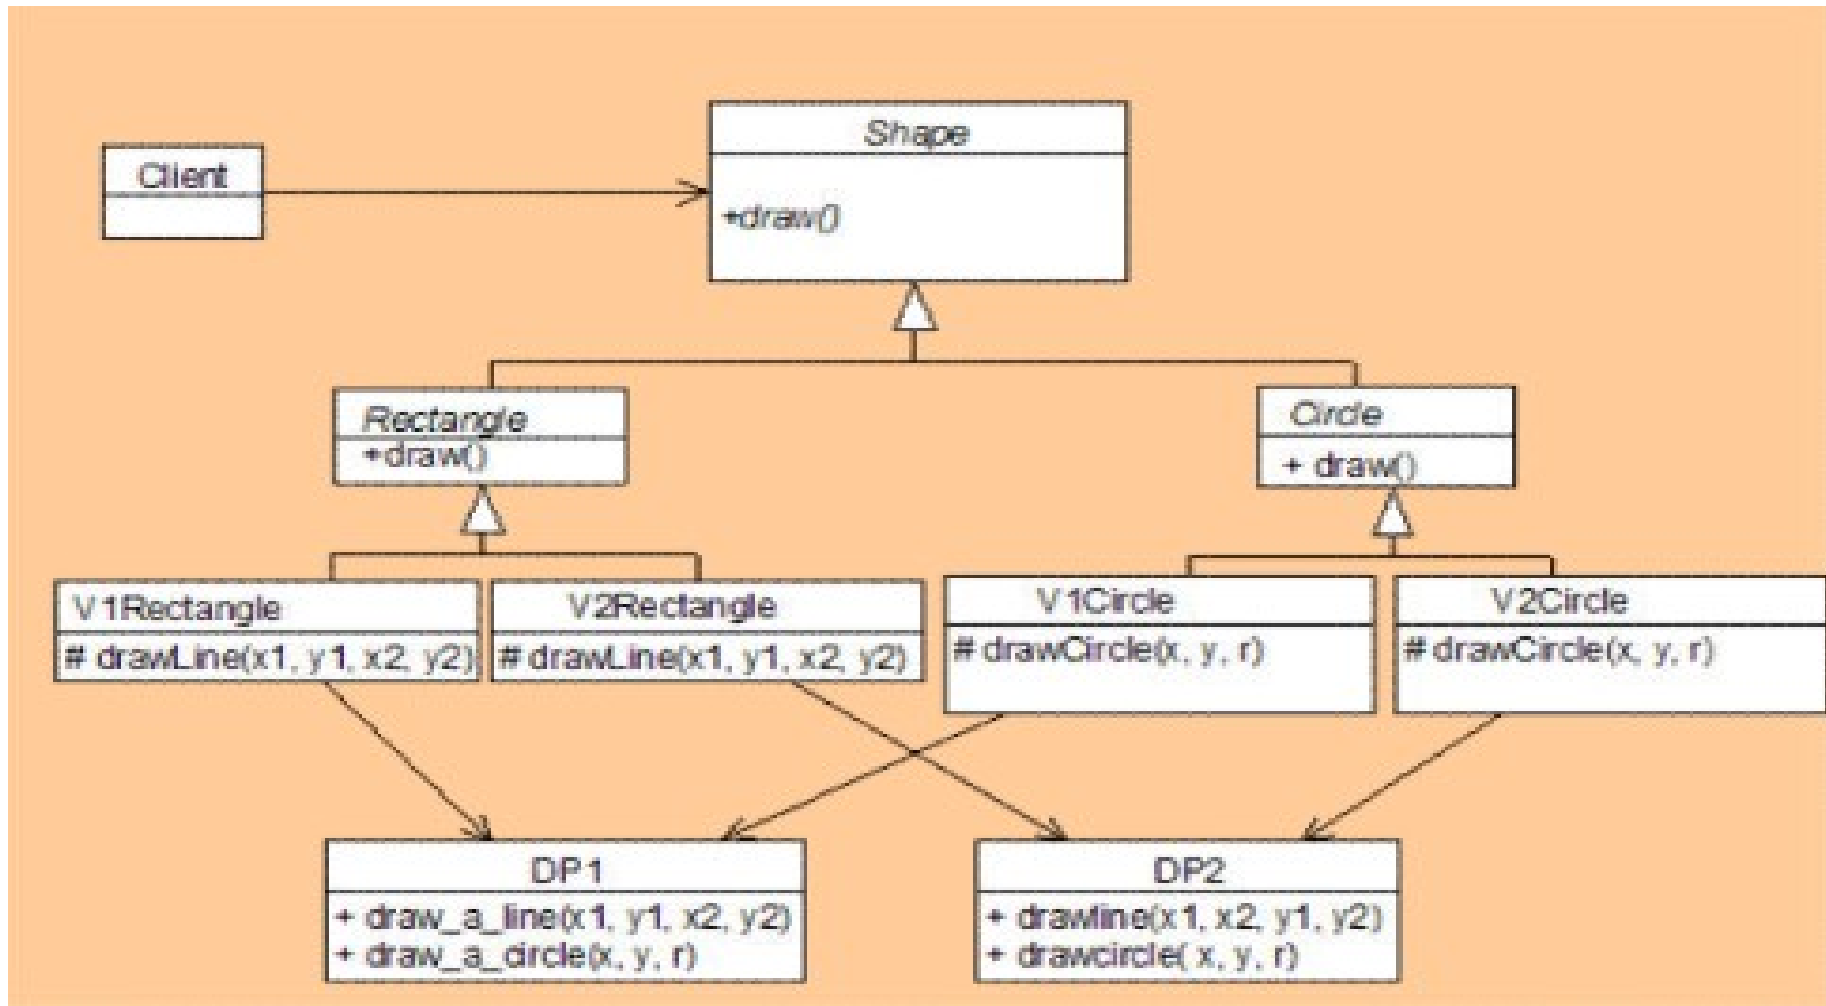 Shape
Client
+draw()
Rectangle
+draw()
Circle
+ draw()
V1Rectangle
# drawLine(x1, y1, x2, y2)
V2Rectangle
# drawLine(x1, y1, x2, y2)
V1Circle
# drawCircle(x, y, r)
V2Circle
# drawCircle(x, y, r)
DP1
+ draw_a_line(x1, y1, x2, y2)
+ draw_a_circle(x, y, r)
DP2
+ drawline(x1, x2, y1, y2)
+ drawcircle( x, y, r)